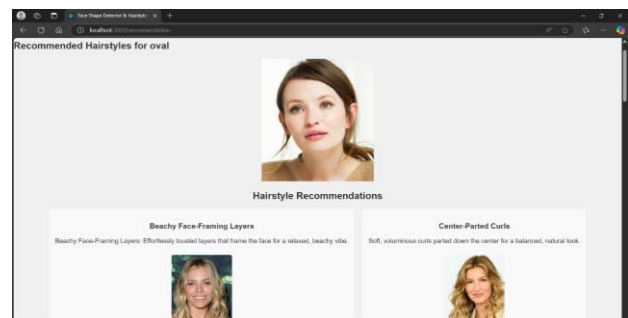 Face Shape Detector & Hairstyle
localhost:3000/recommendation
Recommended Hairstyles for oval
Hairstyle Recommendations
Beachy Face-Framing Layers
Beachy Face-Framing Layers: Effortlessly tousled layers that frame the face for a relaxed, beachy vibe.
Center-Parted Curls
Soft, voluminous curls parted down the center for a balanced, natural look.